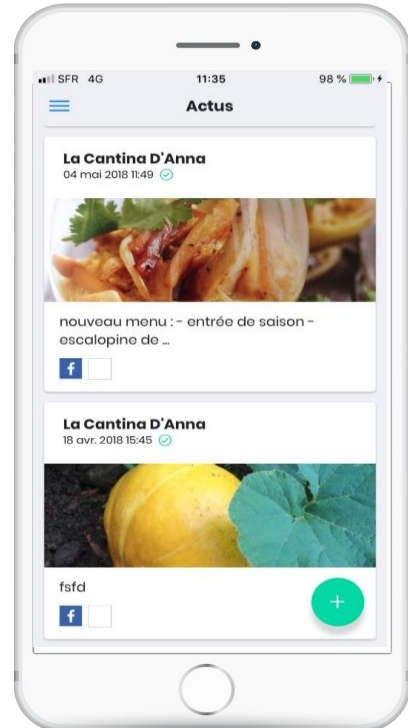 SFR 4G 11:35 98 %
Actus
La Cantina D'Anna
04 mai 2018 11:49
nouveau menu : - entrée de saison -
escalopine de ...
f
La Cantina D'Anna
18 avr. 2018 15:45
fsfd
f
+